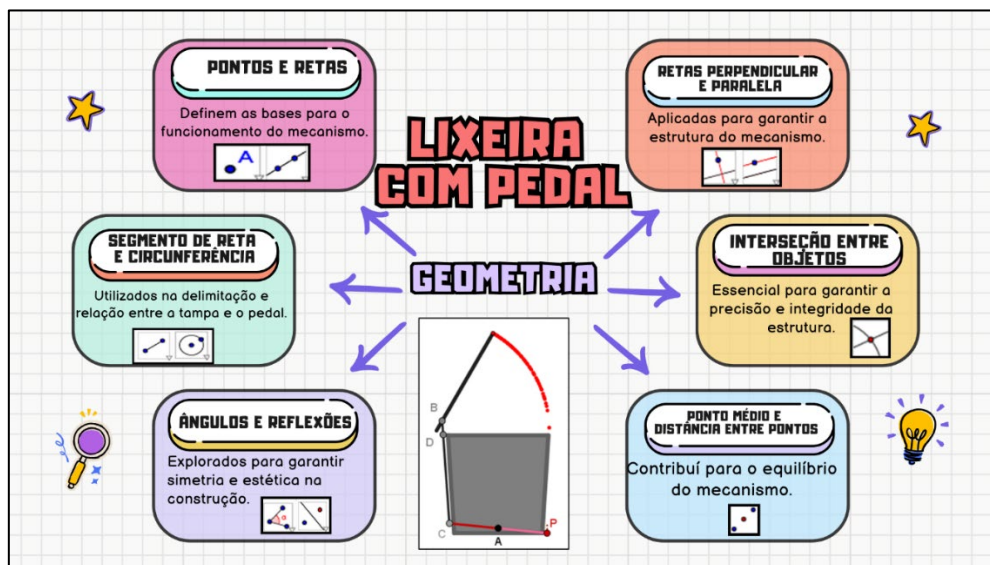 LIXEIRA
COM PEDAL
GEOMETRIA
PONTOS E RETAS
Definem as bases para o
funcionamento do mecanismo.
A
RETAS PERPENDICULAR
E PARALELA
Aplicadas para garantir a
estrutura do mecanismo.
SEGMENTO DE RETA
E CIRCUNFERÊNCIA
Utilizados na delimitação e
relação entre a tampa e o pedal.
INTERSEÇÃO ENTRE
OBJETOS
Essencial para garantir a
precisão e integridade da
estrutura.
ÂNGULOS E REFLEXÕES
Explorados para garantir
simetria e estética na
construção.
PONTO MÉDIO E
DISTÂNCIA ENTRE PONTOS
Contribuí para o equilíbrio
do mecanismo.
B
D
C
A
P